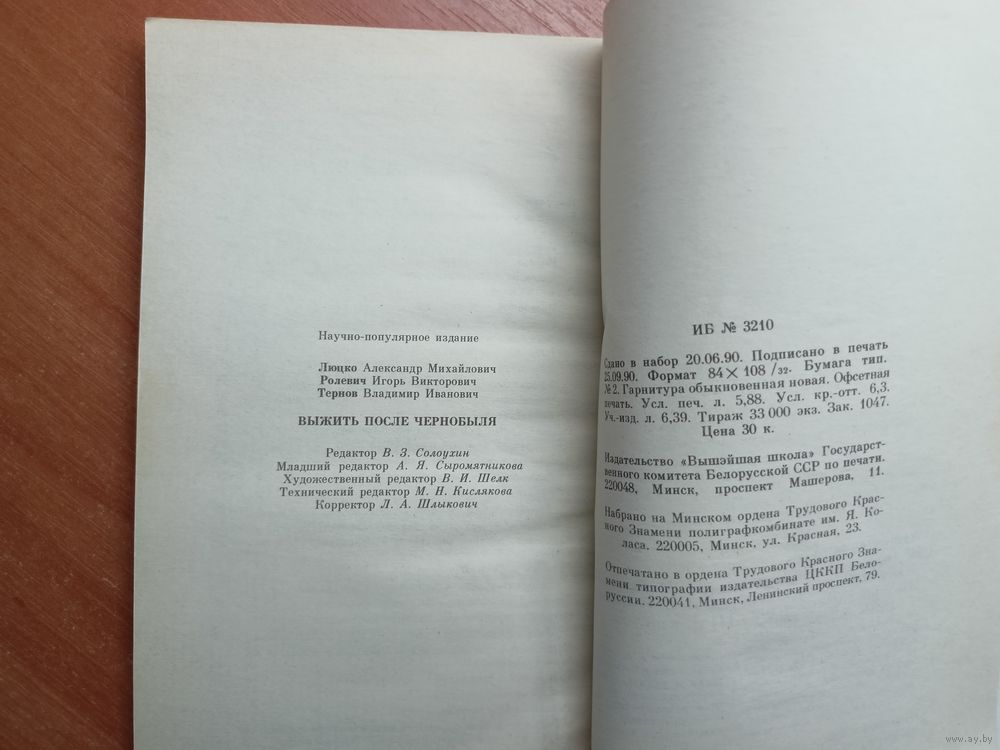 Научно-популярное издание
Люцко Александр Михайлович
Ролевич Игорь Викторович
Тернов Владимир Иванович
ВЫЖИТЬ ПОСЛЕ ЧЕРНОБЫЛЯ
Редактор В. З. Солоухин
Младший редактор А. Я. Сыромятникова
Художественный редактор В. И. Шелк
Технический редактор М. Н. Кислякова
Корректор Л. А. Шлыкович
ИБ № 3210
Сдано в набор 20.06.90. Подписано в печать
25.09.90. Формат 84×108/32. Бумага тип.
№ 2. Гарнитура обыкновенная новая. Офсетная
печать. Усл. печ. л. 5,88. Усл. кр.-отт. 6,3.
Уч.-изд. л. 6,39. Тираж 33 000 экз. Зак. 1047.
Цена 30 к.
Издательство «Вышэйшая школа» Государст-
венного комитета Белорусской ССР по печати.
220048, Минск, проспект Машерова, 11.
Набрано на Минском ордена Трудового Крас-
ного Знамени полиграфкомбинате им. Я. Ко-
ласа. 220005, Минск, ул. Красная, 23.
Отпечатано в ордена Трудового Красного Зна-
мени типографии издательства ЦККП Бело-
руссии. 220041, Минск, Ленинский проспект, 79.
www.ay.by